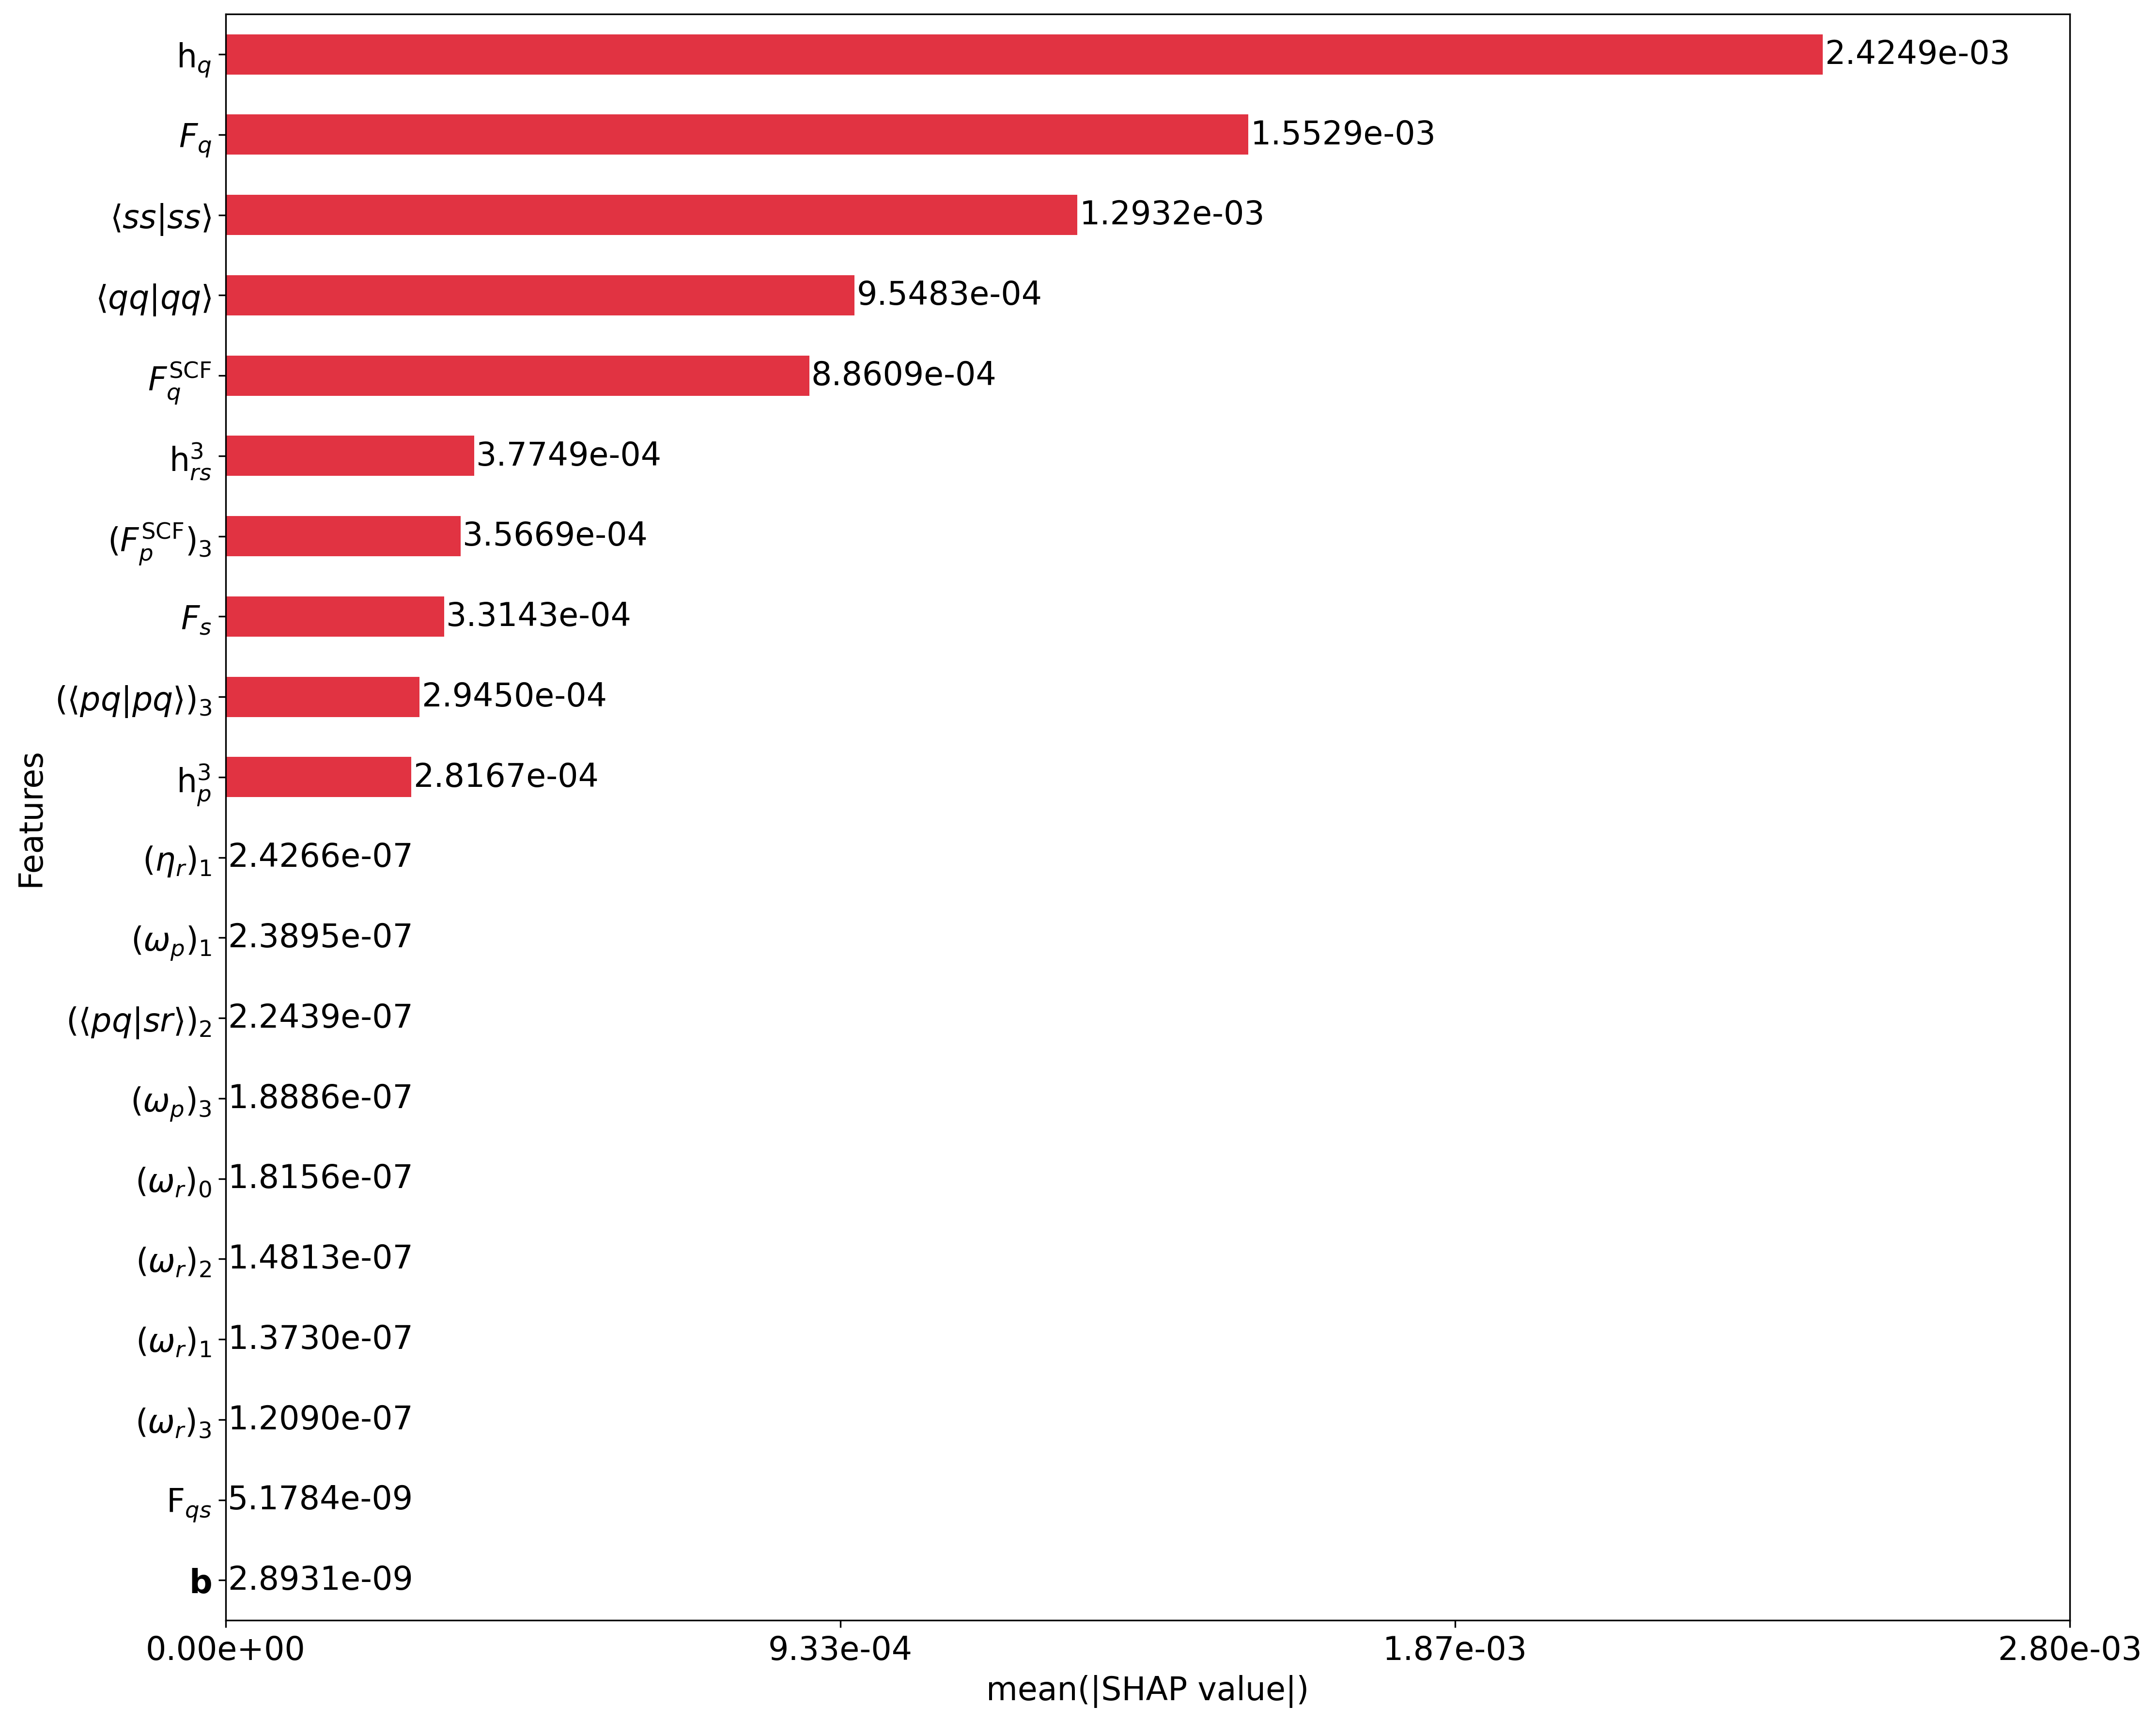 h_q 2.4249e-03
F_q 1.5529e-03
⟨ss|ss⟩ 1.2932e-03
⟨qq|qq⟩ 9.5483e-04
F_q^SCF 8.8609e-04
h_rs^3 3.7749e-04
(F_p^SCF)_3 3.5669e-04
F_s 3.3143e-04
(⟨pq|pq⟩)_3 2.9450e-04
h_p^3 2.8167e-04
(η_r)_1 2.4266e-07
(ω_p)_1 2.3895e-07
(⟨pq|sr⟩)_2 2.2439e-07
(ω_p)_3 1.8886e-07
(ω_r)_0 1.8156e-07
(ω_r)_2 1.4813e-07
(ω_r)_1 1.3730e-07
(ω_r)_3 1.2090e-07
F_qs 5.1784e-09
b 2.8931e-09
Features
0.00e+00 9.33e-04 1.87e-03 2.80e-03
mean(|SHAP value|)